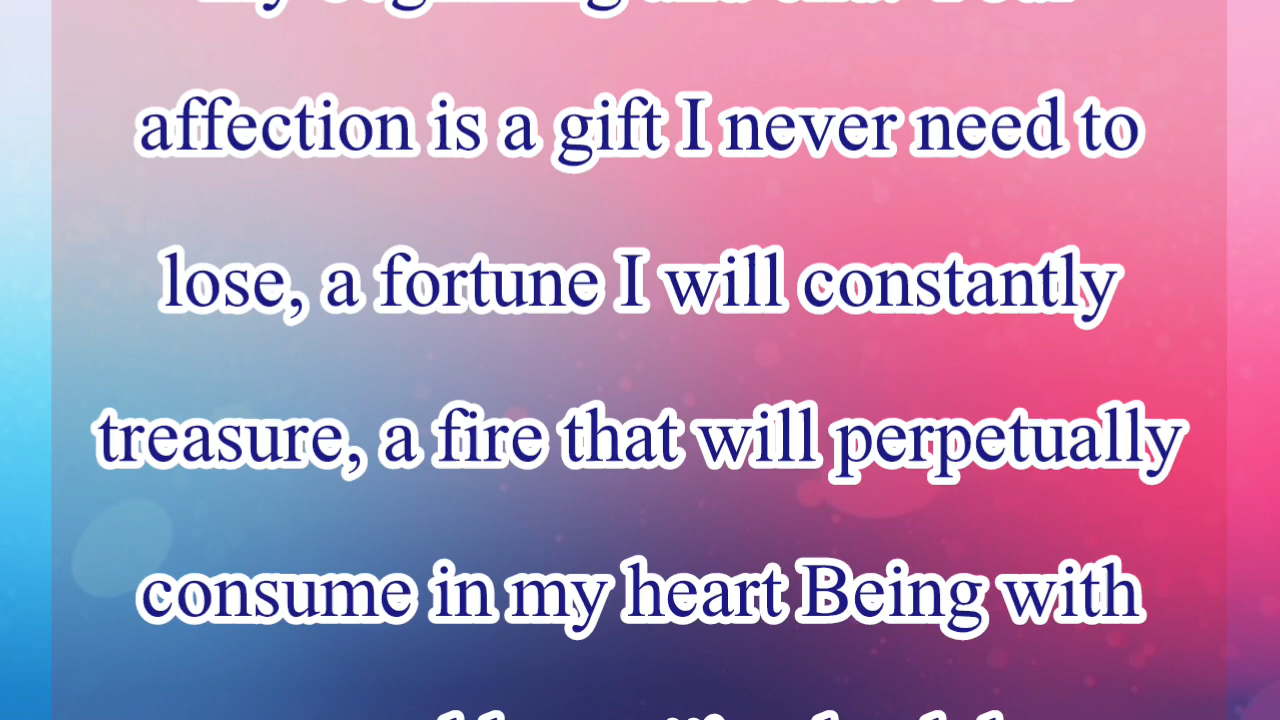 affection is a gift I never need to
lose, a fortune I will constantly
treasure, a fire that will perpetually
consume in my heart Being with